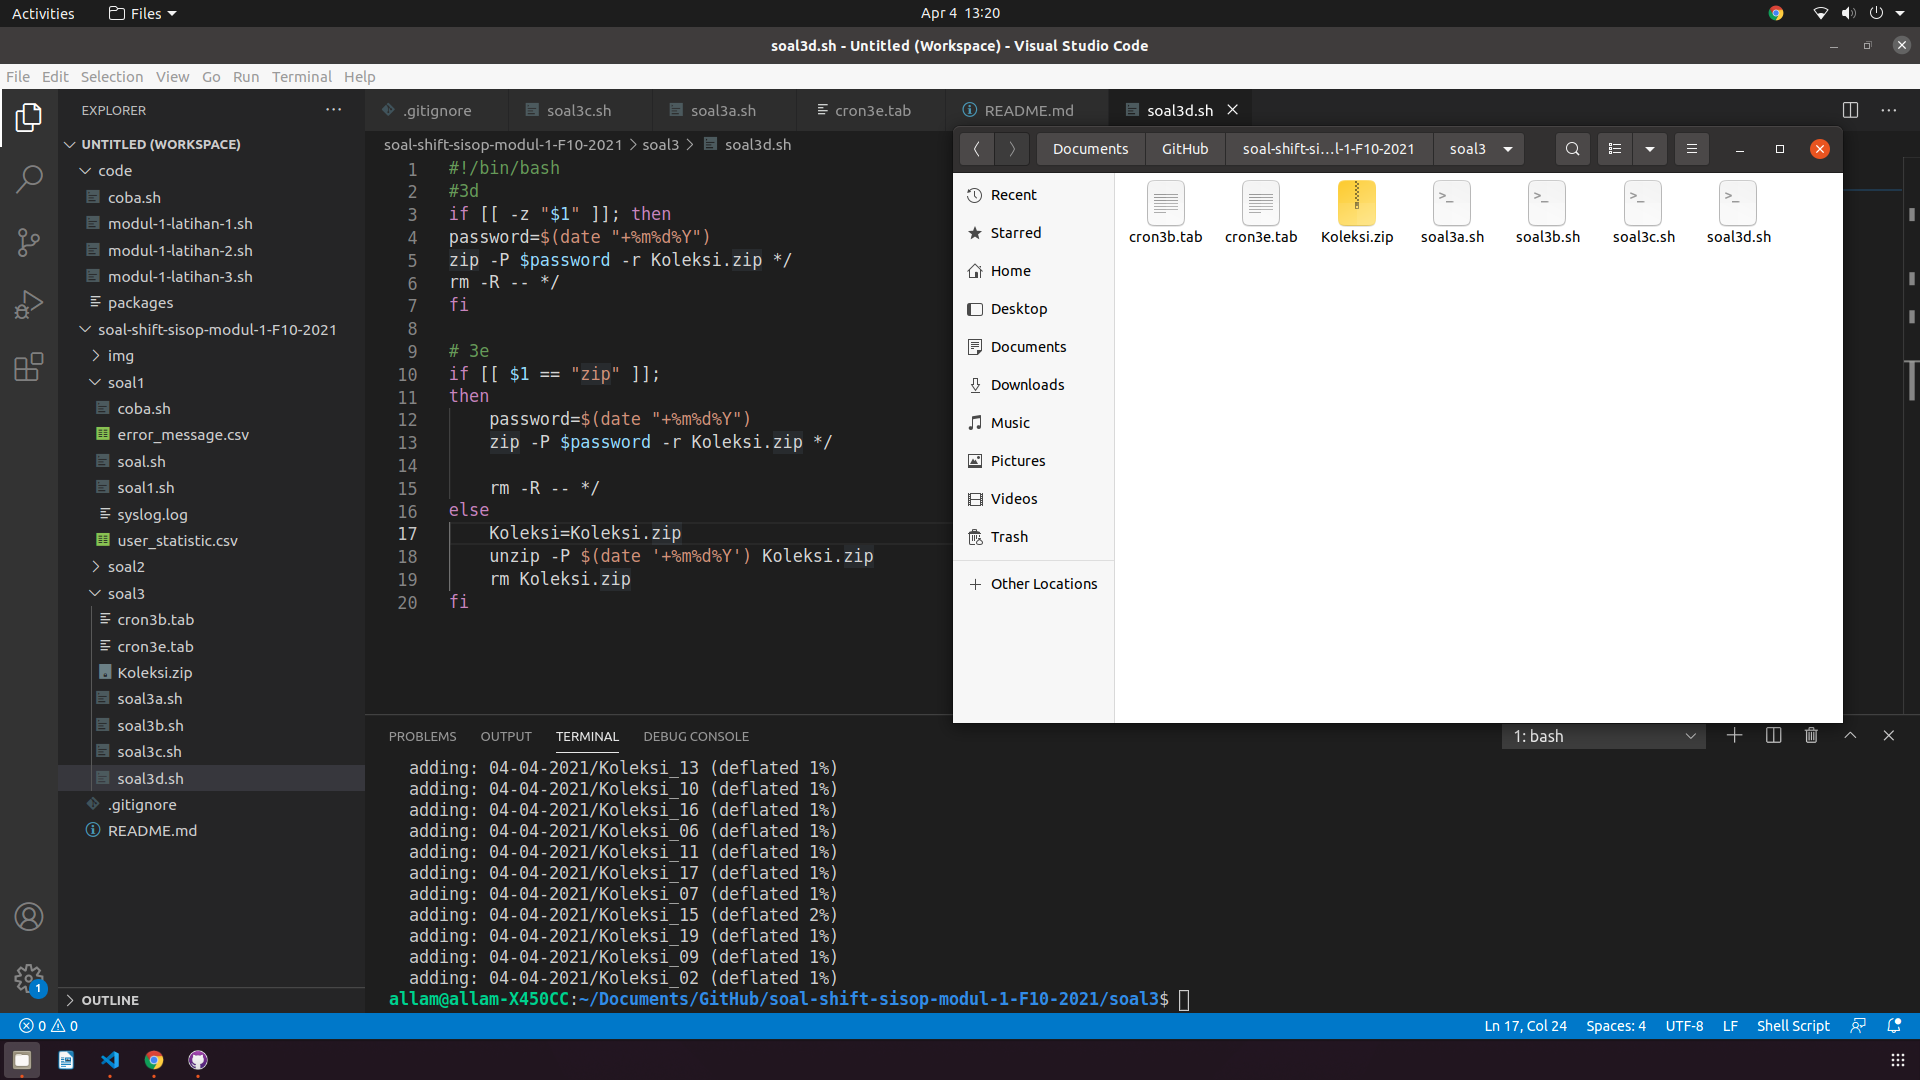 Activities
Files
Apr 4 13:20
soal3d.sh - Untitled (Workspace) - Visual Studio Code
File Edit Selection View Go Run Terminal Help
EXPLORER
UNTITLED (WORKSPACE)
code
coba.sh
modul-1-latihan-1.sh
modul-1-latihan-2.sh
modul-1-latihan-3.sh
packages
soal-shift-sisop-modul-1-F10-2021
img
soal1
coba.sh
error_message.csv
soal.sh
soal1.sh
syslog.log
user_statistic.csv
soal2
soal3
cron3b.tab
cron3e.tab
Koleksi.zip
soal3a.sh
soal3b.sh
soal3c.sh
soal3d.sh
.gitignore
README.md
OUTLINE
.gitignore
soal3c.sh
soal3a.sh
cron3e.tab
README.md
soal3d.sh
soal-shift-sisop-modul-1-F10-2021 > soal3 > soal3d.sh
1 #!/bin/bash
2 #3d
3 if [[ -z "$1" ]]; then
4 password=$(date "+%m%d%Y")
5 zip -P $password -r Koleksi.zip */
6 rm -R -- */
7 fi
8
9 # 3e
10 if [[ $1 == "zip" ]];
11 then
12     password=$(date "+%m%d%Y")
13     zip -P $password -r Koleksi.zip */
14
15     rm -R -- */
16 else
17     Koleksi=Koleksi.zip
18     unzip -P $(date '+%m%d%Y') Koleksi.zip
19     rm Koleksi.zip
20 fi
Documents
GitHub
soal-shift-si...l-1-F10-2021
soal3
Recent
Starred
Home
Desktop
Documents
Downloads
Music
Pictures
Videos
Trash
Other Locations
cron3b.tab
cron3e.tab
Koleksi.zip
soal3a.sh
soal3b.sh
soal3c.sh
soal3d.sh
PROBLEMS OUTPUT TERMINAL DEBUG CONSOLE
1: bash
adding: 04-04-2021/Koleksi_13 (deflated 1%)
adding: 04-04-2021/Koleksi_10 (deflated 1%)
adding: 04-04-2021/Koleksi_16 (deflated 1%)
adding: 04-04-2021/Koleksi_06 (deflated 1%)
adding: 04-04-2021/Koleksi_11 (deflated 1%)
adding: 04-04-2021/Koleksi_17 (deflated 1%)
adding: 04-04-2021/Koleksi_07 (deflated 1%)
adding: 04-04-2021/Koleksi_15 (deflated 2%)
adding: 04-04-2021/Koleksi_19 (deflated 1%)
adding: 04-04-2021/Koleksi_09 (deflated 1%)
adding: 04-04-2021/Koleksi_02 (deflated 1%)
allam@allam-X450CC:~/Documents/GitHub/soal-shift-sisop-modul-1-F10-2021/soal3$
1
0 0
Ln 17, Col 24
Spaces: 4
UTF-8
LF
Shell Script